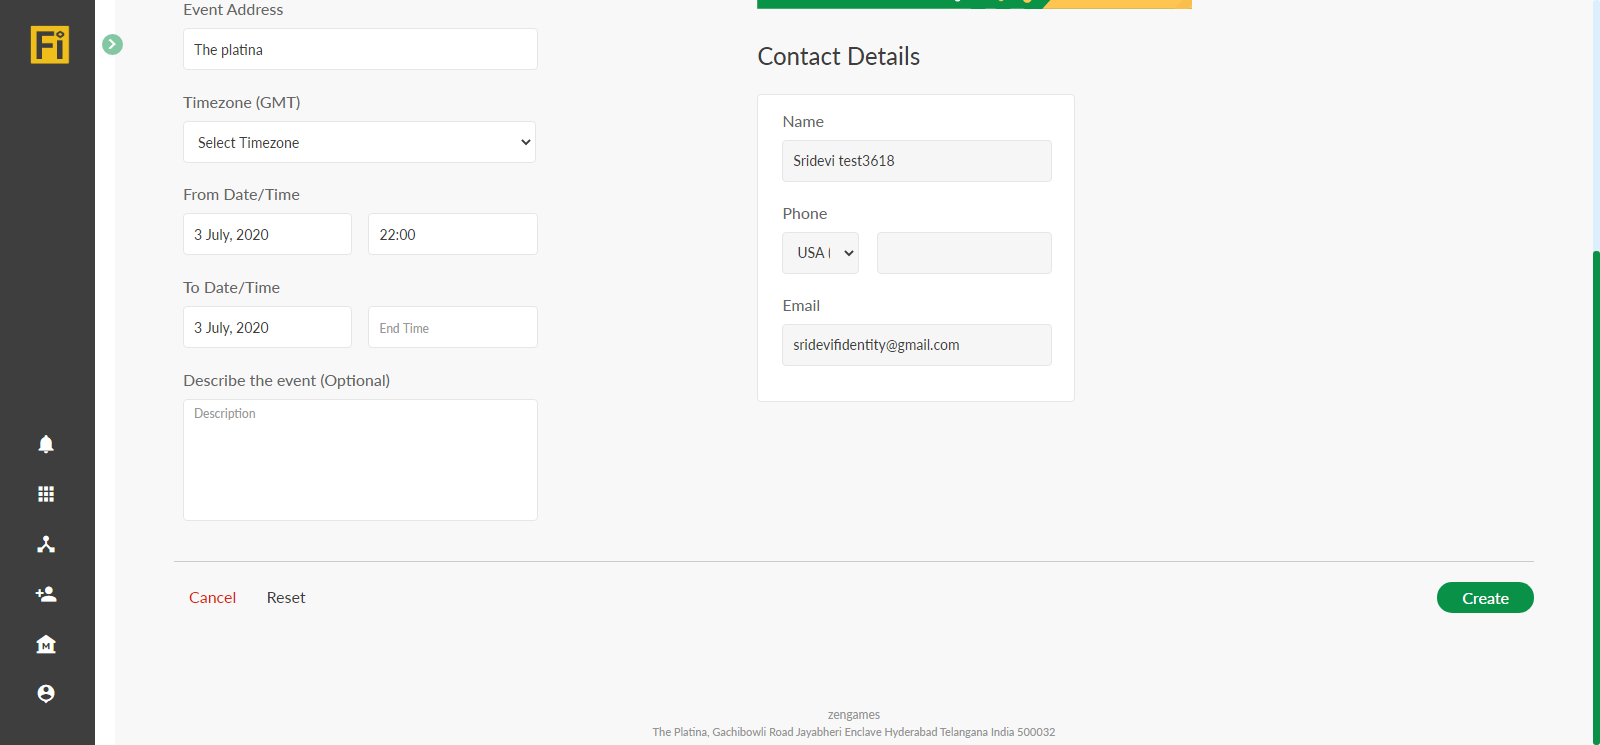 Fi
Event Address
The platina
Timezone (GMT)
Select Timezone
From Date/Time
3 July, 2020 22:00
To Date/Time
3 July, 2020 End Time
Describe the event (Optional)
Description
Contact Details
Name
Sridevi test3618
Phone
USA (
Email
sridevifidentity@gmail.com
Cancel Reset Create
M
zengames
The Platina, Gachibowli Road Jayabheri Enclave Hyderabad Telangana India 500032